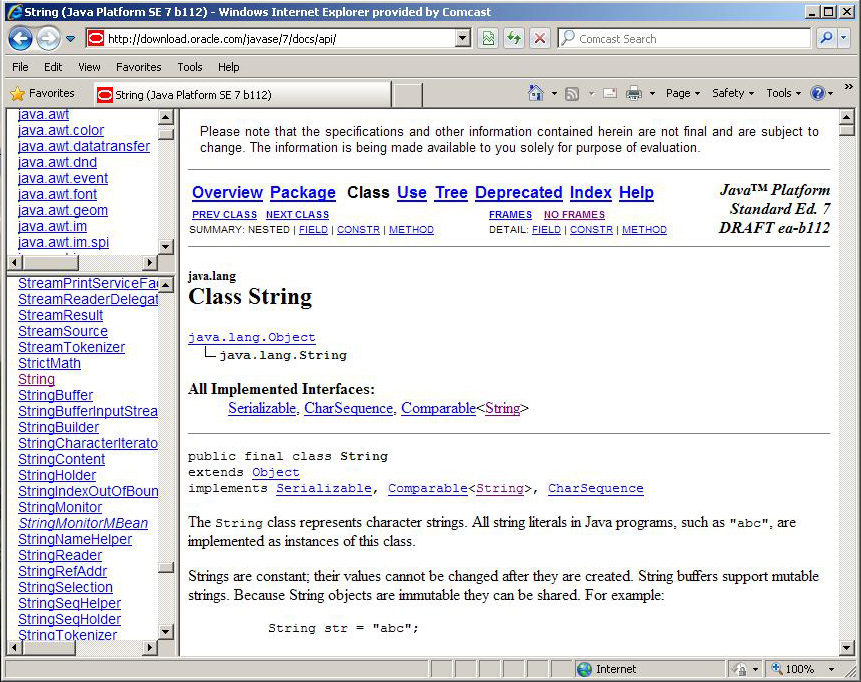 String (Java Platform SE 7 b112) - Windows Internet Explorer provided by Comcast
http://download.oracle.com/javase/7/docs/api/
Comcast Search
File Edit View Favorites Tools Help
Favorites
String (Java Platform SE 7 b112)
Page Safety Tools
java.awt
java.awt.color
java.awt.datatransfer
java.awt.dnd
java.awt.event
java.awt.font
java.awt.geom
java.awt.im
java.awt.im.spi
StreamPrintServiceFa
StreamReaderDelegat
StreamResult
StreamSource
StreamTokenizer
StrictMath
String
StringBuffer
StringBufferInputStrea
StringBuilder
StringCharacterIterato
StringContent
StringHolder
StringIndexOutOfBoun
StringMonitor
StringMonitorMBean
StringNameHelper
StringReader
StringRefAddr
StringSelection
StringSeqHelper
StringSeqHolder
StringTokenizer
Please note that the specifications and other information contained herein are not final and are subject to
change. The information is being made available to you solely for purpose of evaluation.
Overview Package Class Use Tree Deprecated Index Help
PREV CLASS NEXT CLASS
FRAMES NO FRAMES
SUMMARY: NESTED | FIELD | CONSTR | METHOD
DETAIL: FIELD | CONSTR | METHOD
Java™ Platform
Standard Ed. 7
DRAFT ea-b112
java.lang
Class String
java.lang.Object
java.lang.String
All Implemented Interfaces:
Serializable, CharSequence, Comparable<String>
public final class String
extends Object
implements Serializable, Comparable<String>, CharSequence
The String class represents character strings. All string literals in Java programs, such as "abc", are
implemented as instances of this class.
Strings are constant; their values cannot be changed after they are created. String buffers support mutable
strings. Because String objects are immutable they can be shared. For example:
String str = "abc";
Internet
100%